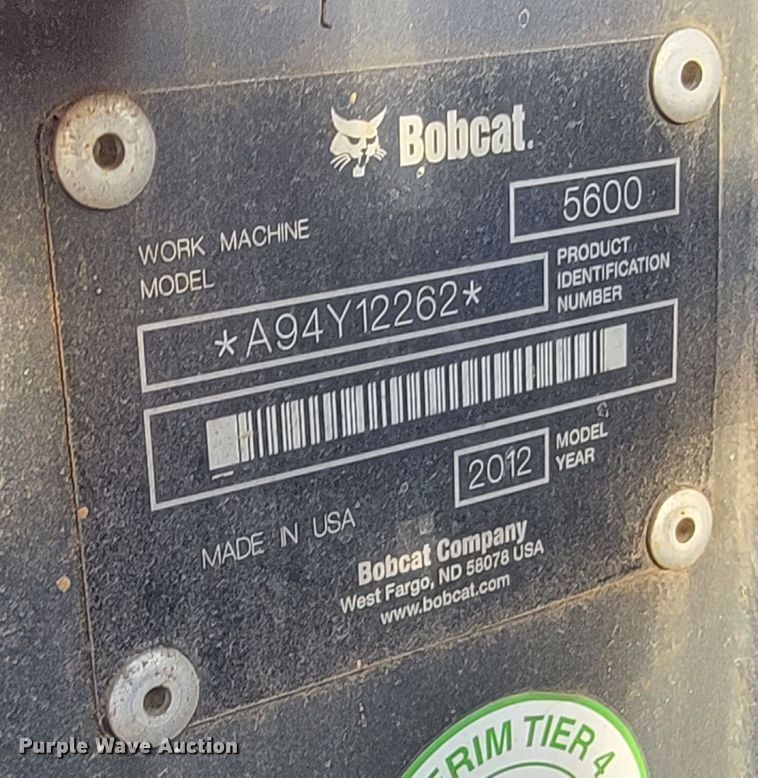 Bobcat.
WORK MACHINE
MODEL
5600
*A94Y12262*
PRODUCT
IDENTIFICATION
NUMBER
2012
MODEL
YEAR
MADE IN USA
Bobcat Company
West Fargo, ND 58078 USA
www.bobcat.com
TIER 4
Purple Wave Auction